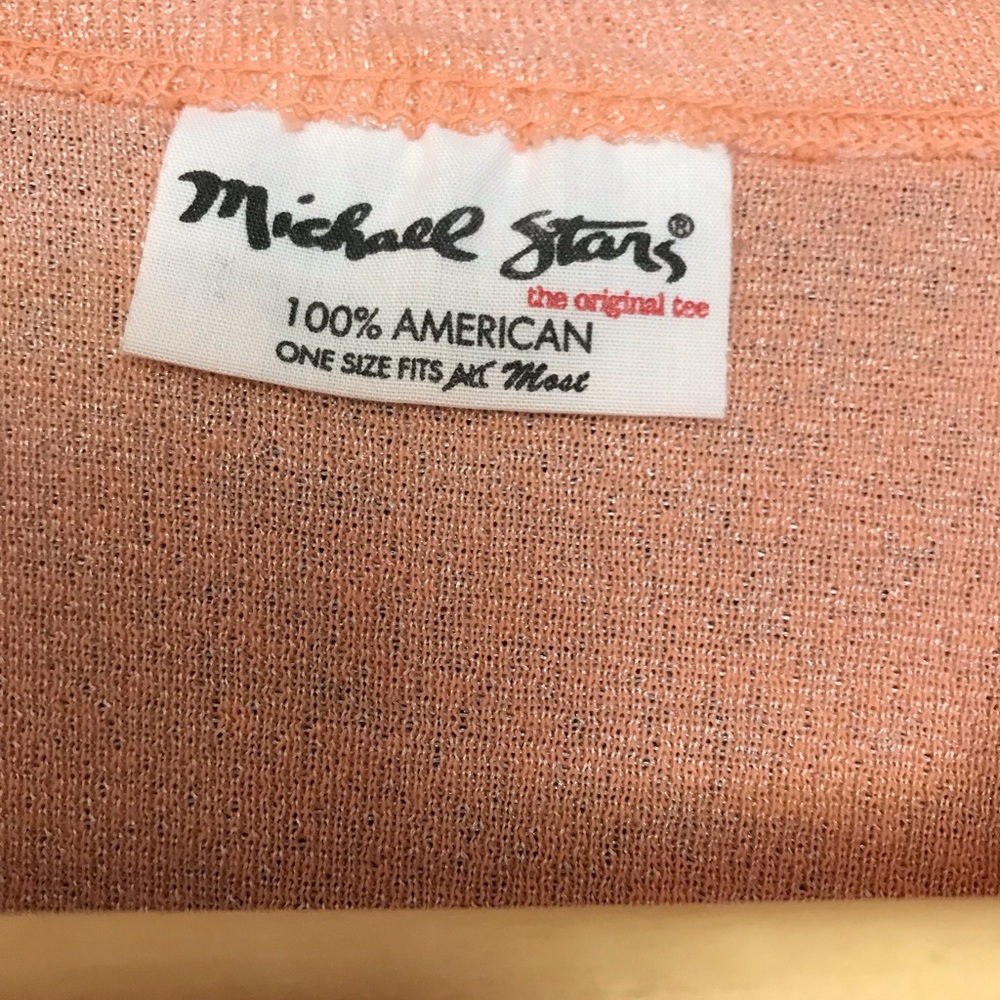 Michael Stars®
the original tee
100% AMERICAN
ONE SIZE FITS ALL Most